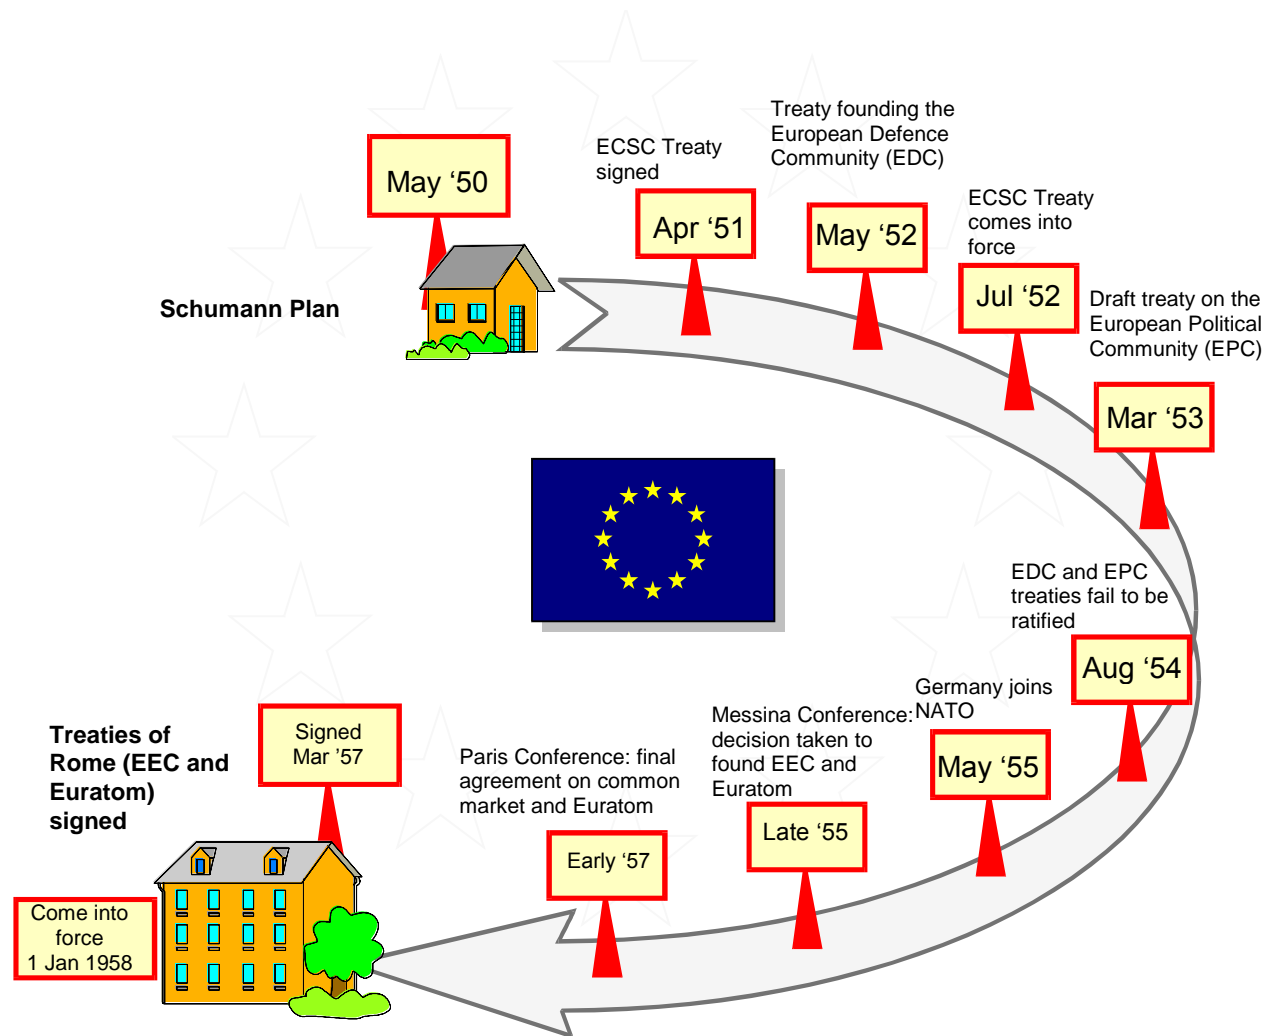 May ‘50
Schumann Plan
ECSC Treaty
signed
Apr ‘51
Treaty founding the
European Defence
Community (EDC)
May ‘52
ECSC Treaty
comes into
force
Jul ‘52
Draft treaty on the
European Political
Community (EPC)
Mar ‘53
EDC and EPC
treaties fail to be
ratified
Aug ‘54
Germany joins
NATO
May ‘55
Messina Conference:
decision taken to
found EEC and
Euratom
Late ‘55
Paris Conference: final
agreement on common
market and Euratom
Early ‘57
Treaties of
Rome (EEC and
Euratom)
signed
Signed
Mar ’57
Come into
force
1 Jan 1958